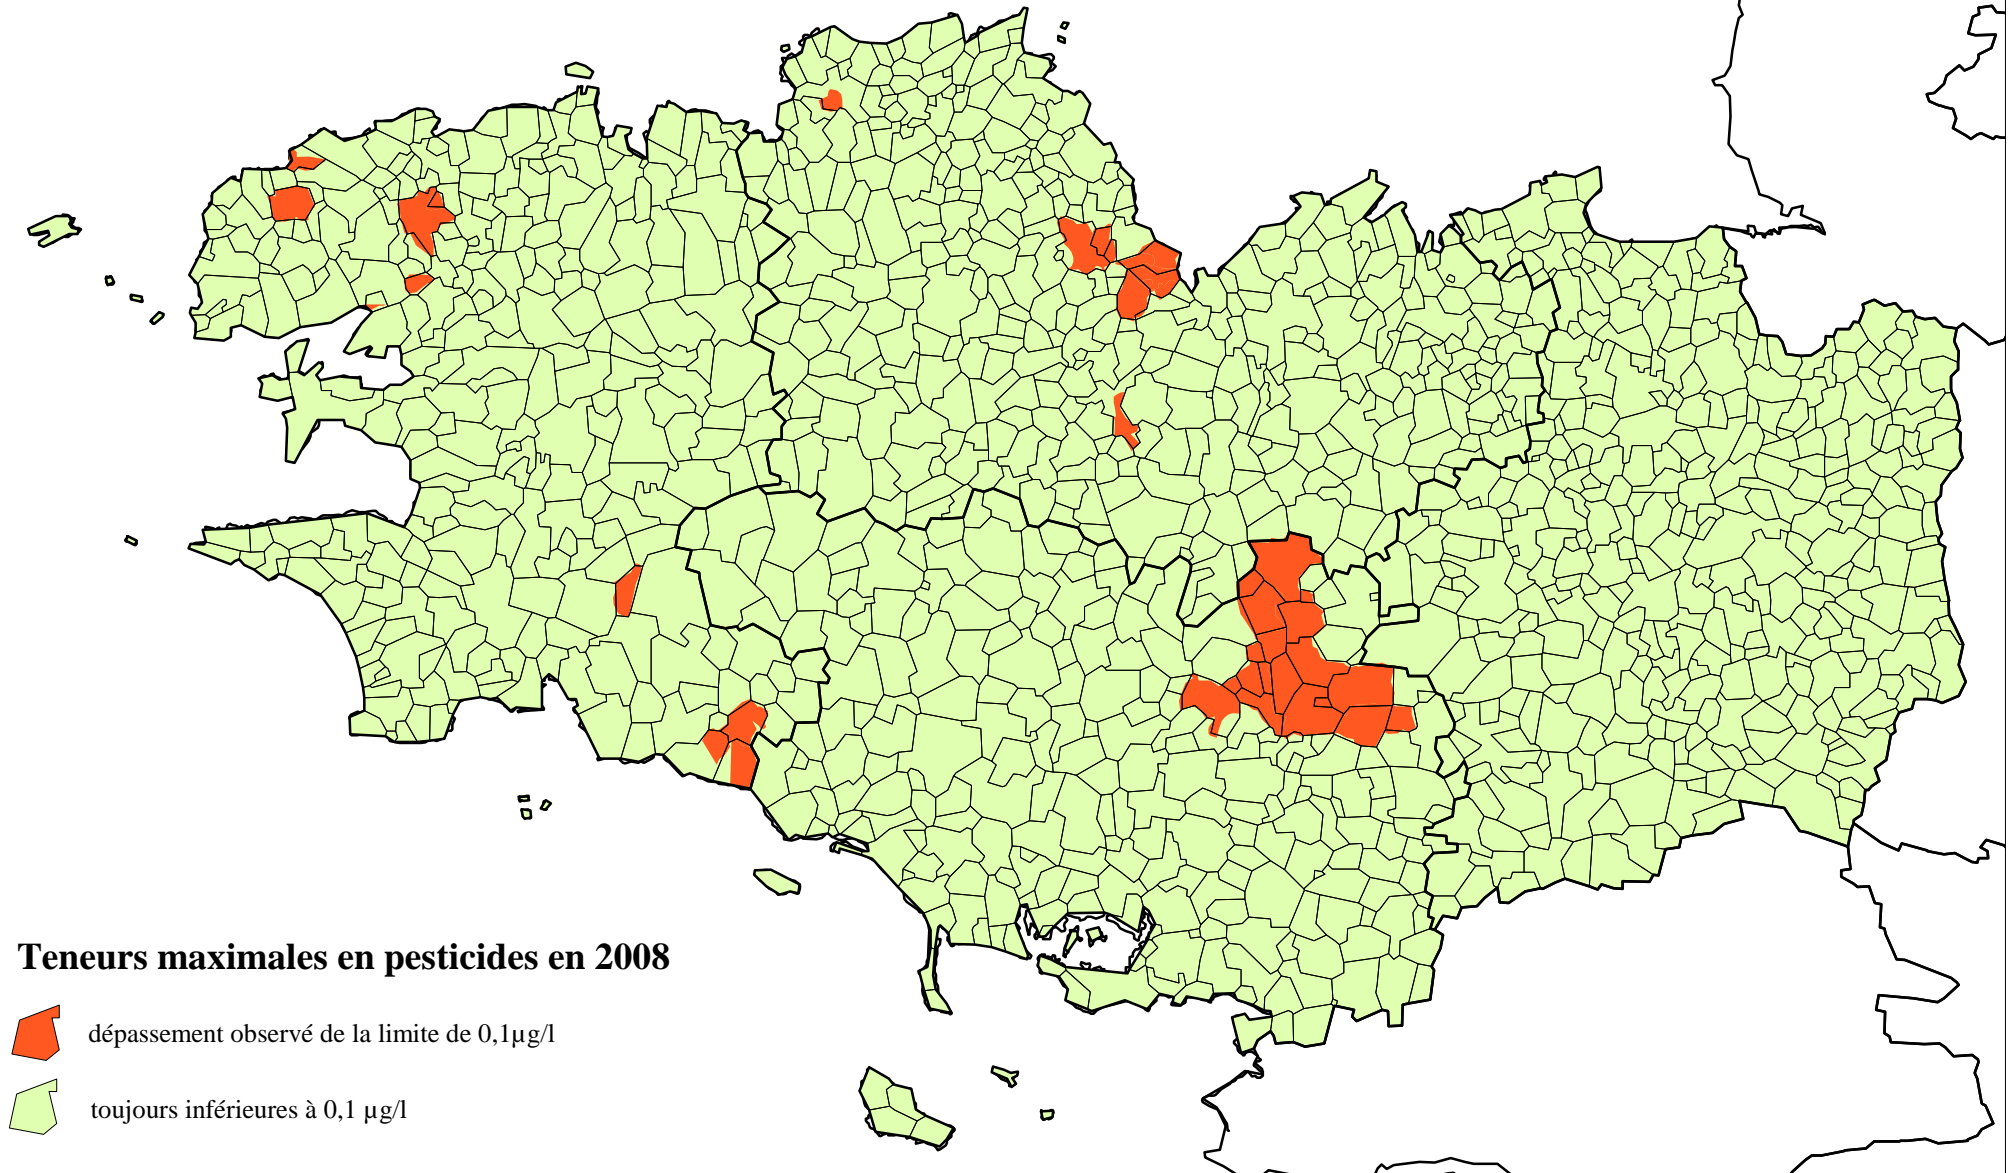 Teneurs maximales en pesticides en 2008
dépassement observé de la limite de 0,1µg/l
toujours inférieures à 0,1 µg/l